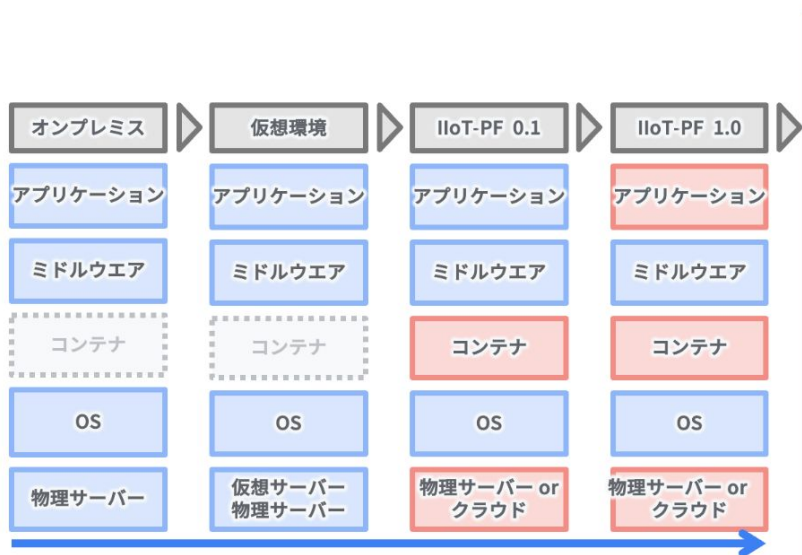 オンプレミス
仮想環境
IIoT-PF 0.1
IIoT-PF 1.0
アプリケーション
アプリケーション
アプリケーション
アプリケーション
ミドルウエア
ミドルウエア
ミドルウエア
ミドルウエア
コンテナ
コンテナ
コンテナ
コンテナ
OS
OS
OS
OS
物理サーバー
仮想サーバー
物理サーバー
物理サーバー or
クラウド
物理サーバー or
クラウド